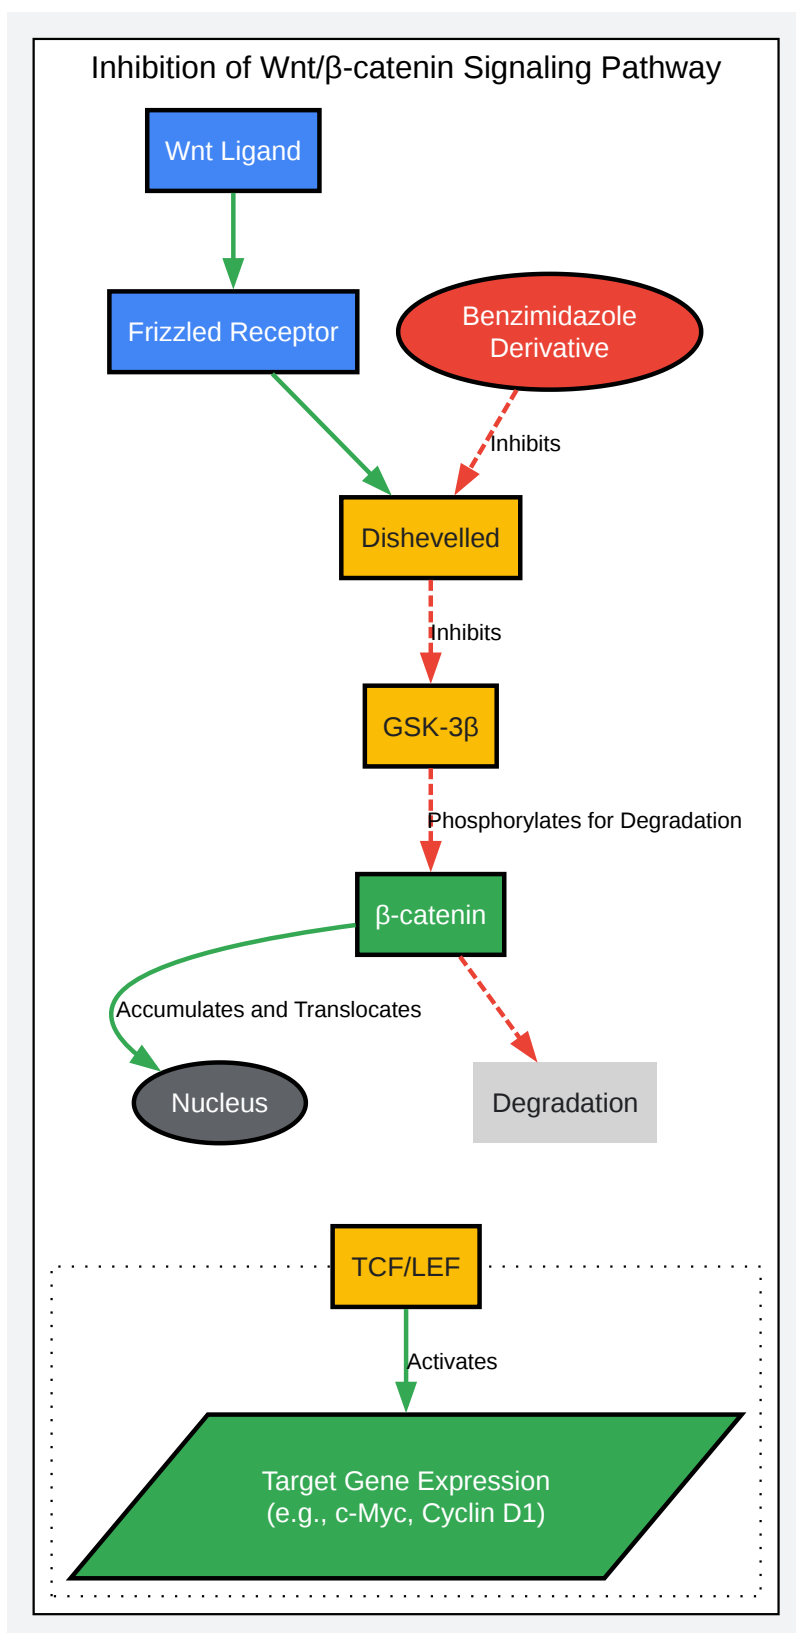 Inhibition of Wnt/β-catenin Signaling Pathway
Wnt Ligand
Frizzled Receptor
Benzimidazole
Derivative
Inhibits
Dishevelled
Inhibits
GSK-3β
Phosphorylates for Degradation
β-catenin
Accumulates and Translocates
Nucleus
Degradation
TCF/LEF
Activates
Target Gene Expression
(e.g., c-Myc, Cyclin D1)